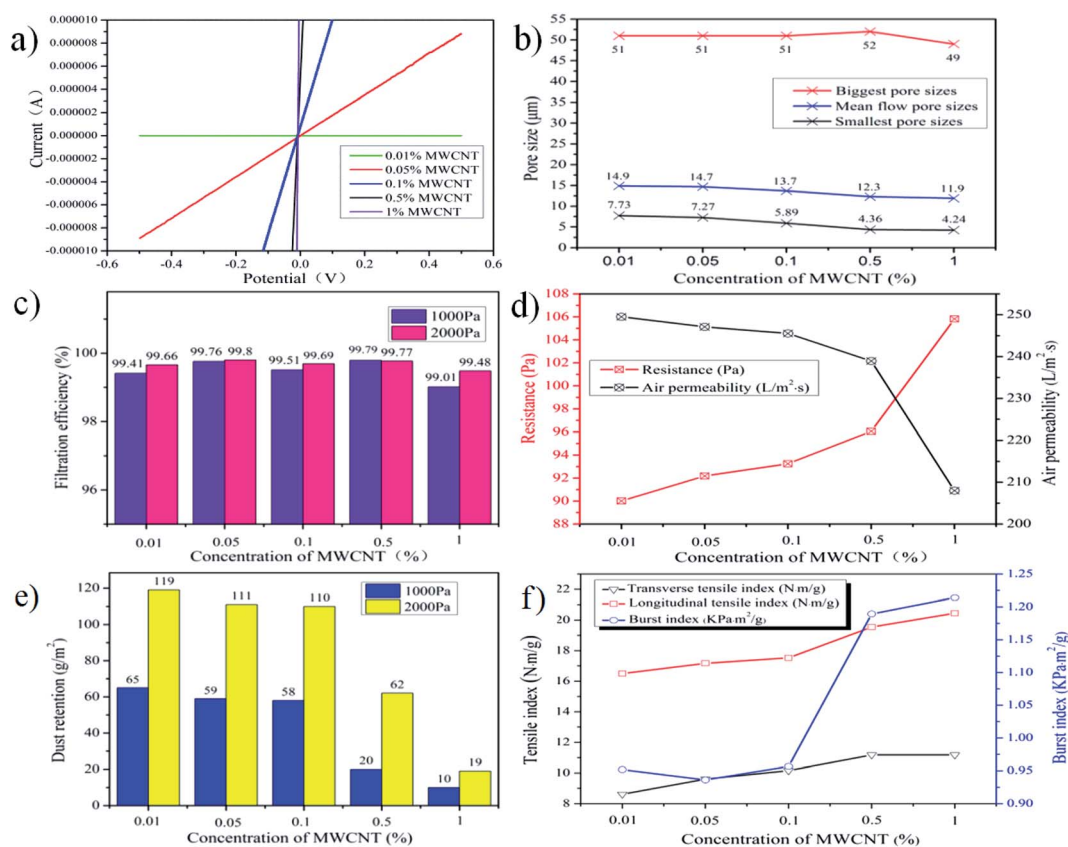 a)
Current (A)
0.000010
0.000008
0.000006
0.000004
0.000002
0.000000
-0.000002
-0.000004
-0.000006
-0.000008
-0.000010
0.01% MWCNT
0.05% MWCNT
0.1% MWCNT
0.5% MWCNT
1% MWCNT
-0.6 -0.4 -0.2 0.0 0.2 0.4 0.6
Potential (V)
b)
Pore size (μm)
55
50
45
40
35
30
25
20
15
10
5
0
51 51 51 52 49
Biggest pore sizes
Mean flow pore sizes
Smallest pore sizes
14.9 14.7 13.7 12.3 11.9
7.73 7.27 5.89 4.36 4.24
0.01 0.05 0.1 0.5 1
Concentration of MWCNT (%)
c)
Filtration efficiency (%)
100
99
98
96
1000Pa
2000Pa
99.41 99.66 99.76 99.8 99.51 99.69 99.79 99.77 99.01 99.48
0.01 0.05 0.1 0.5 1
Concentration of MWCNT (%)
d)
Resistance (Pa)
108
106
104
102
100
98
96
94
92
90
88
Resistance (Pa)
Air permeability (L/m²·s)
250
240
230
220
210
200
Air permeability (L/m²·s)
0.01 0.05 0.1 0.5 1
Concentration of MWCNT (%)
e)
Dust retention (g/m²)
120
100
80
60
40
20
0
1000Pa
2000Pa
65 119 59 111 58 110 20 62 10 19
0.01 0.05 0.1 0.5 1
Concentration of MWCNT (%)
f)
Tensile index (N·m/g)
22
20
18
16
14
12
10
8
Transverse tensile index (N·m/g)
Longitudinal tensile index (N·m/g)
Burst index (KPa·m²/g)
1.25
1.20
1.15
1.10
1.05
1.00
0.95
0.90
Burst index (KPa·m²/g)
0.01 0.05 0.1 0.5 1
Concentration of MWCNT (%)